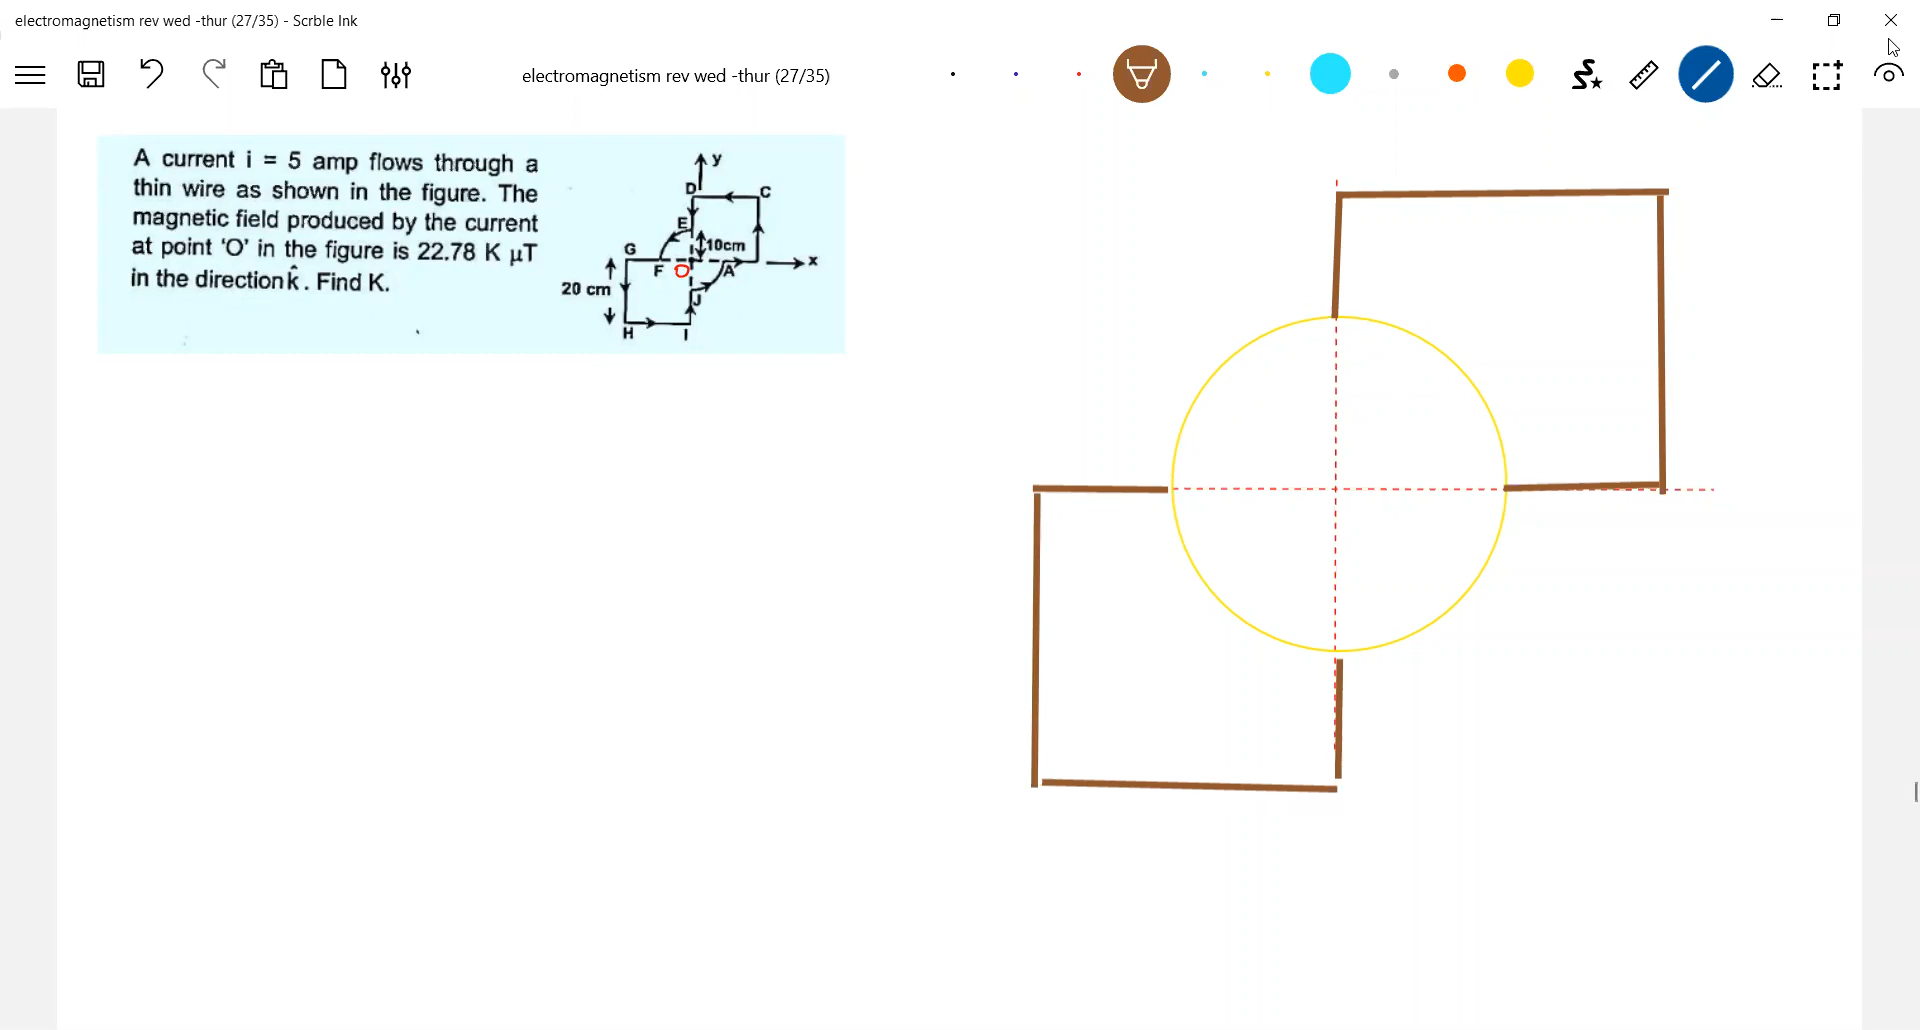 electromagnetism rev wed -thur (27/35) - Scrble Ink
electromagnetism rev wed -thur (27/35)
A current i = 5 amp flows through a
thin wire as shown in the figure. The
magnetic field produced by the current
at point 'O' in the figure is 22.78 K μT
in the direction k̂. Find K.
y
D
C
E
10cm
G
x
F
O
A
20 cm
J
H
I